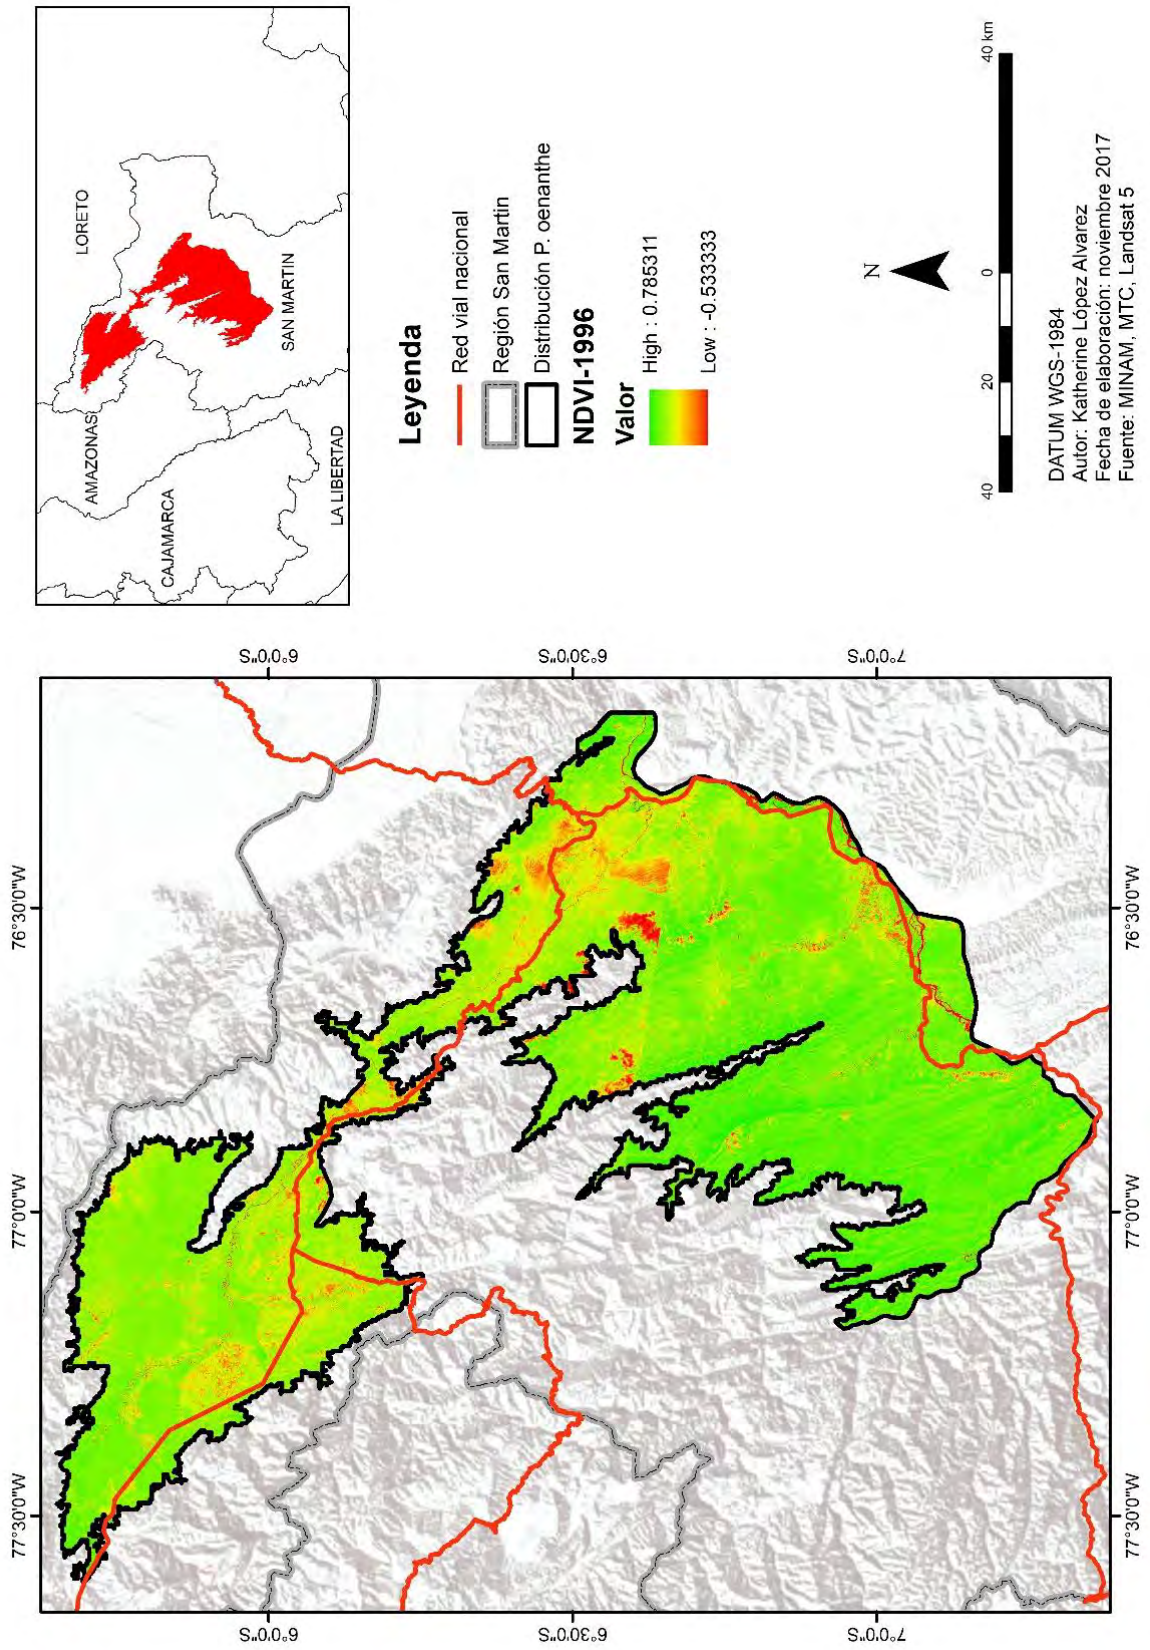 77°30'0"W
77°0'0"W
76°30'0"W
6°0'0"S
6°0'0"S
6°30'0"S
6°30'0"S
7°0'0"S
7°0'0"S
77°30'0"W
77°0'0"W
76°30'0"W
LORETO
AMAZONAS
CAJAMARCA
SAN MARTIN
LA LIBERTAD
Leyenda
Red vial nacional
Región San Martin
Distribución P. oenanthe
NDVI-1996
Valor
High : 0.785311
Low : -0.533333
N
40
20
0
40 km
DATUM WGS-1984
Autor: Katherine López Alvarez
Fecha de elaboración: noviembre 2017
Fuente: MINAM, MTC, Landsat 5